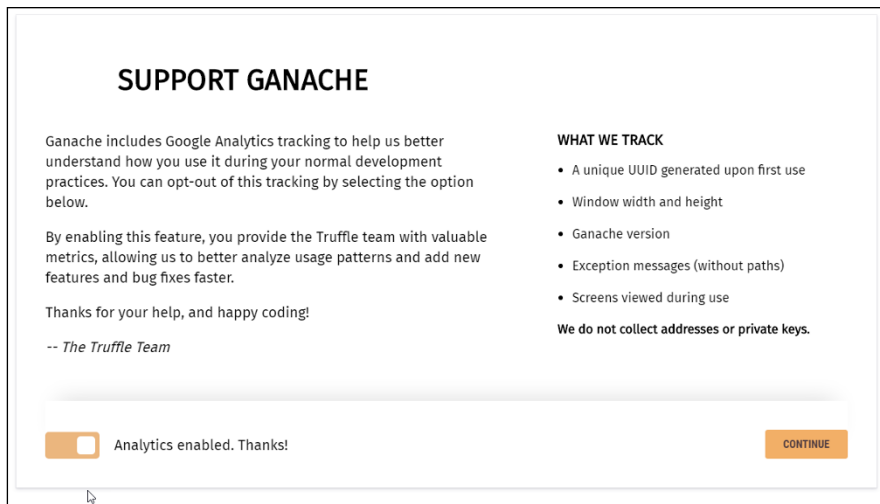 SUPPORT GANACHE
Ganache includes Google Analytics tracking to help us better
understand how you use it during your normal development
practices. You can opt-out of this tracking by selecting the option
below.
By enabling this feature, you provide the Truffle team with valuable
metrics, allowing us to better analyze usage patterns and add new
features and bug fixes faster.
Thanks for your help, and happy coding!
-- The Truffle Team
WHAT WE TRACK
• A unique UUID generated upon first use
• Window width and height
• Ganache version
• Exception messages (without paths)
• Screens viewed during use
We do not collect addresses or private keys.
Analytics enabled. Thanks!
CONTINUE